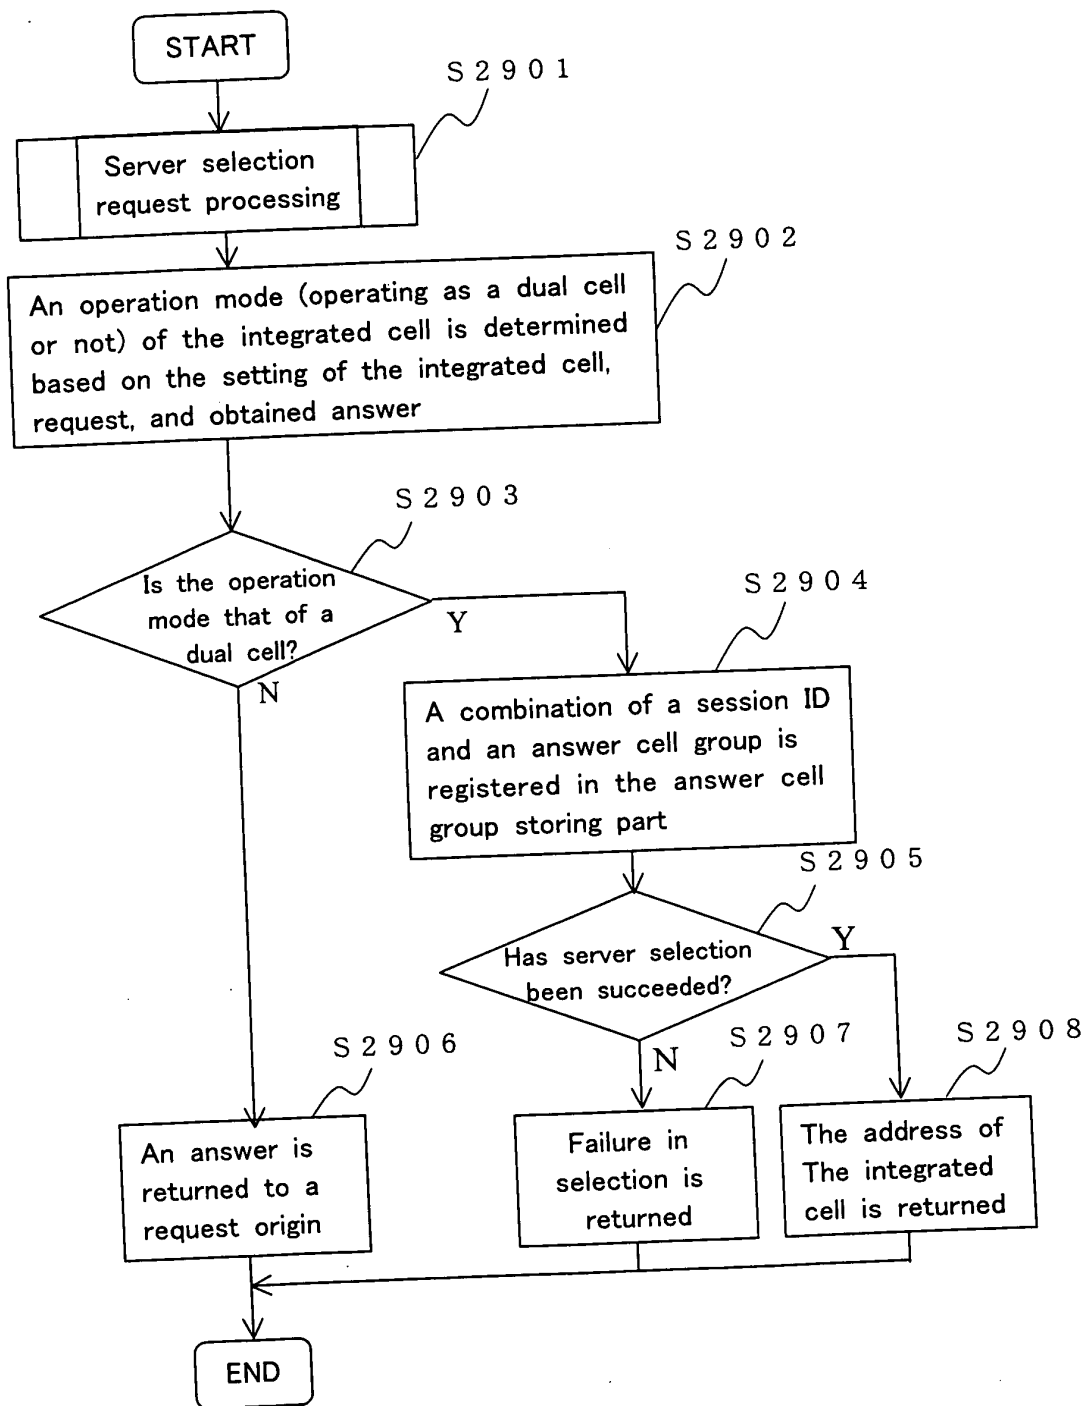 START
S2901
Server selection
request processing
S2902
An operation mode (operating as a dual cell
or not) of the integrated cell is determined
based on the setting of the integrated cell,
request, and obtained answer
S2903
Is the operation
mode that of a
dual cell?
Y
N
S2904
A combination of a session ID
and an answer cell group is
registered in the answer cell
group storing part
S2905
Has server selection
been succeeded?
Y
N
S2906
An answer is
returned to a
request origin
S2907
Failure in
selection is
returned
S2908
The address of
The integrated
cell is returned
END